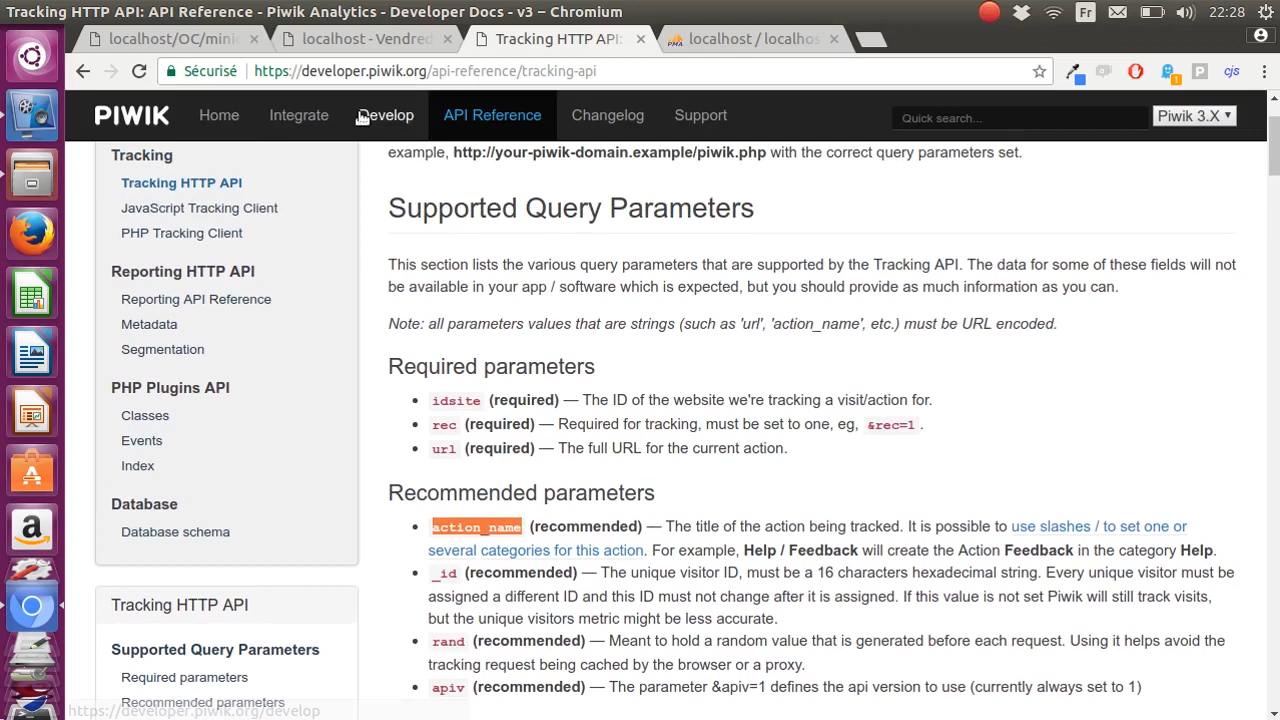 Tracking HTTP API: API Reference - Piwik Analytics - Developer Docs - v3 – Chromium
Fr
22:28
localhost/OC/mini
localhost - Vendred
Tracking HTTP API:
PMA
localhost / localhos
Sécurisé
https://developer.piwik.org/api-reference/tracking-api
cjs
PIWIK
Home
Integrate
Develop
API Reference
Changelog
Support
Quick search...
Piwik 3.X
Tracking
Tracking HTTP API
JavaScript Tracking Client
PHP Tracking Client
Reporting HTTP API
Reporting API Reference
Metadata
Segmentation
PHP Plugins API
Classes
Events
Index
Database
Database schema
Tracking HTTP API
Supported Query Parameters
Required parameters
Recommended parameters
example, http://your-piwik-domain.example/piwik.php with the correct query parameters set.
Supported Query Parameters
This section lists the various query parameters that are supported by the Tracking API. The data for some of these fields will not
be available in your app / software which is expected, but you should provide as much information as you can.
Note: all parameters values that are strings (such as 'url', 'action_name', etc.) must be URL encoded.
Required parameters
idsite (required) — The ID of the website we're tracking a visit/action for.
rec (required) — Required for tracking, must be set to one, eg, &rec=1 .
url (required) — The full URL for the current action.
Recommended parameters
action_name (recommended) — The title of the action being tracked. It is possible to use slashes / to set one or
several categories for this action. For example, Help / Feedback will create the Action Feedback in the category Help.
_id (recommended) — The unique visitor ID, must be a 16 characters hexadecimal string. Every unique visitor must be
assigned a different ID and this ID must not change after it is assigned. If this value is not set Piwik will still track visits,
but the unique visitors metric might be less accurate.
rand (recommended) — Meant to hold a random value that is generated before each request. Using it helps avoid the
tracking request being cached by the browser or a proxy.
apiv (recommended) — The parameter &apiv=1 defines the api version to use (currently always set to 1)
https://developer.piwik.org/develop